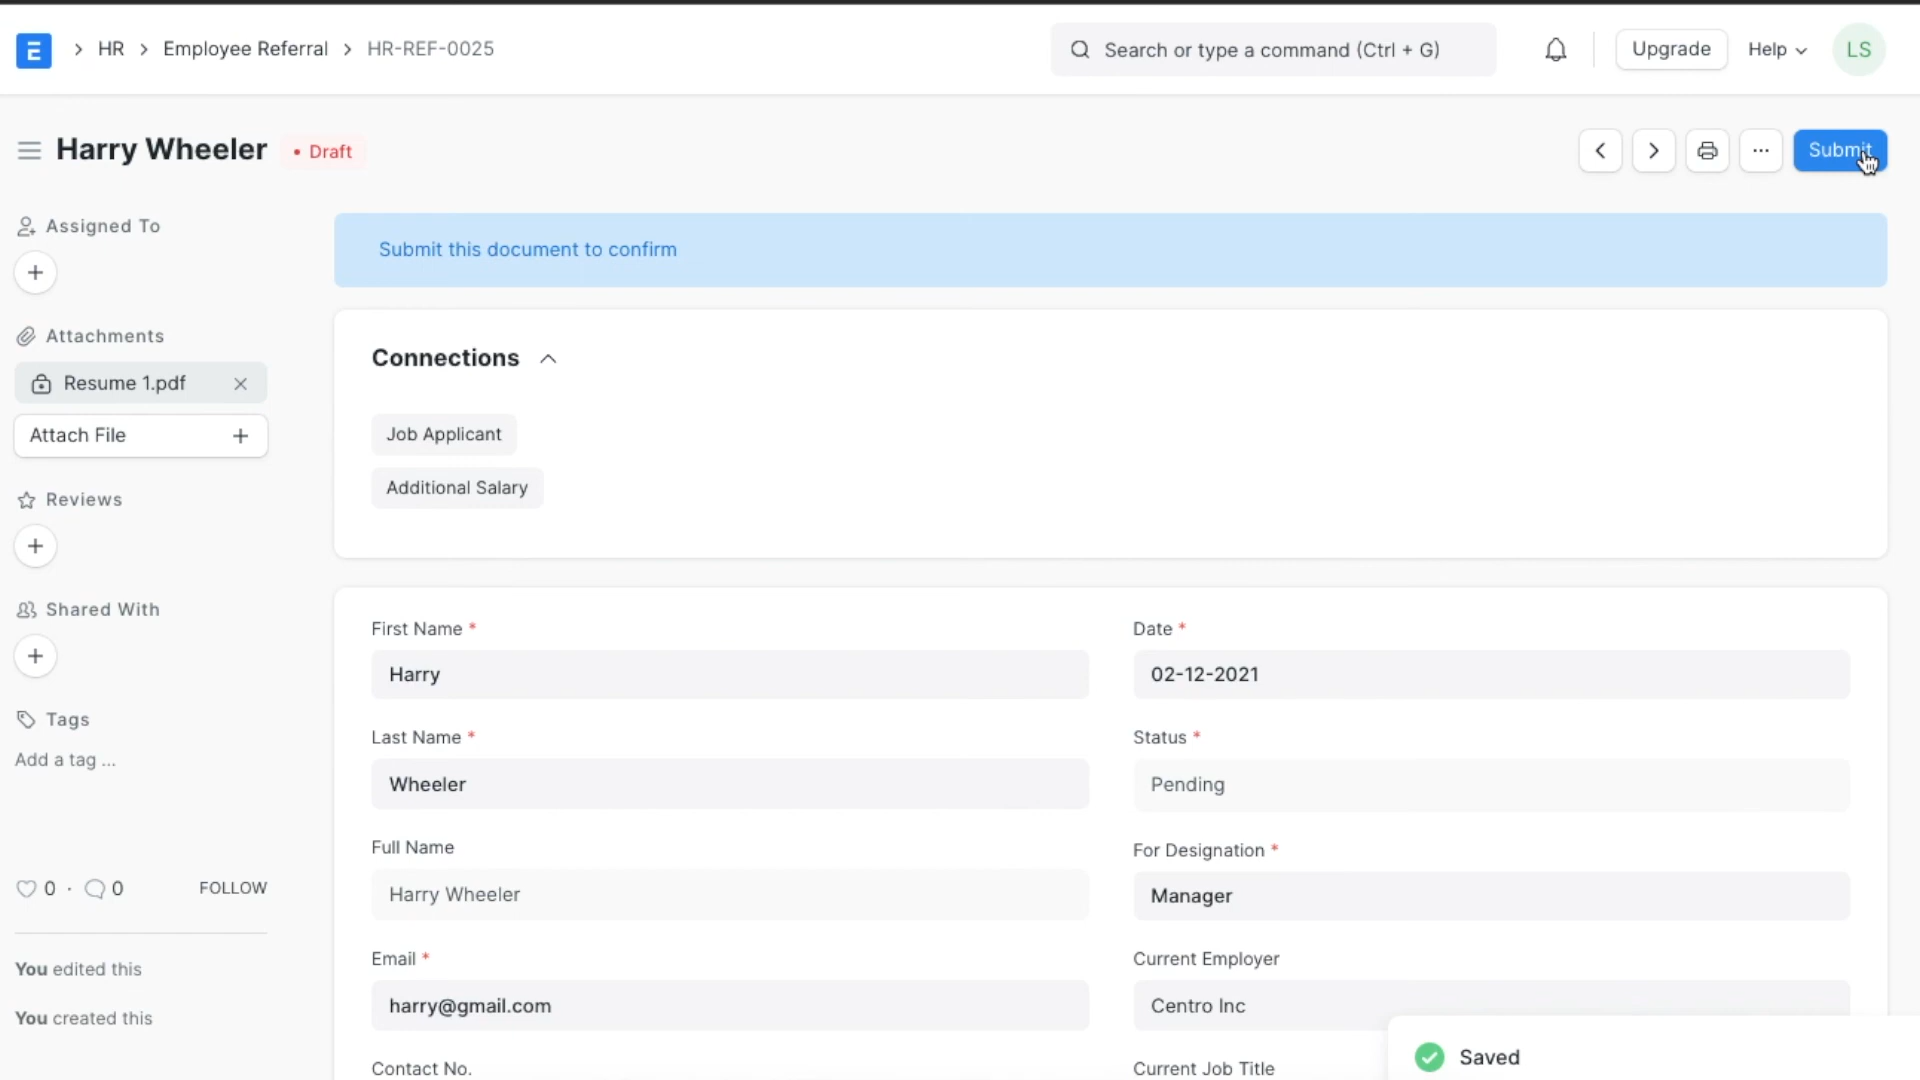 E HR Employee Referral HR-REF-0025 Search or type a command (Ctrl + G) Upgrade Help LS
Harry Wheeler • Draft ... Submit
Assigned To
Submit this document to confirm
Attachments
Resume 1.pdf
Attach File
Reviews
Shared With
Tags
Add a tag ...
0 · 0 FOLLOW
You edited this
You created this
Connections
Job Applicant
Additional Salary
First Name *
Harry
Last Name *
Wheeler
Full Name
Harry Wheeler
Email *
harry@gmail.com
Contact No.
Date *
02-12-2021
Status *
Pending
For Designation *
Manager
Current Employer
Centro Inc
Current Job Title
Saved